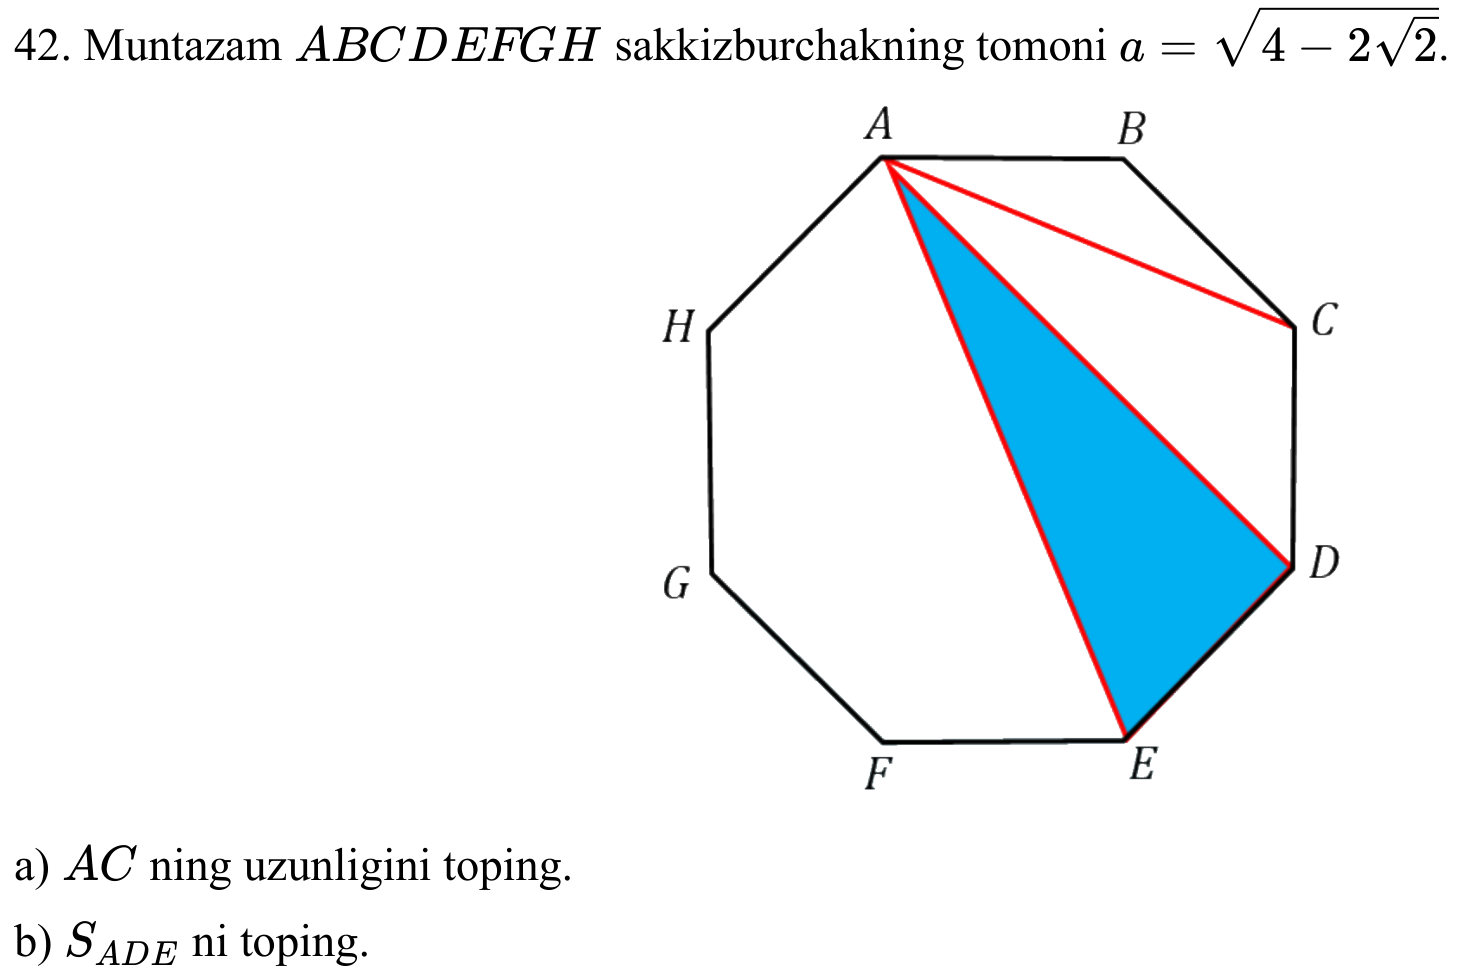 42. Muntazam ABCDEFGH sakkizburchakning tomoni a = √(4 − 2√2).
A
B
H
C
G
D
F
E
a) AC ning uzunligini toping.
b) S_ADE ni toping.